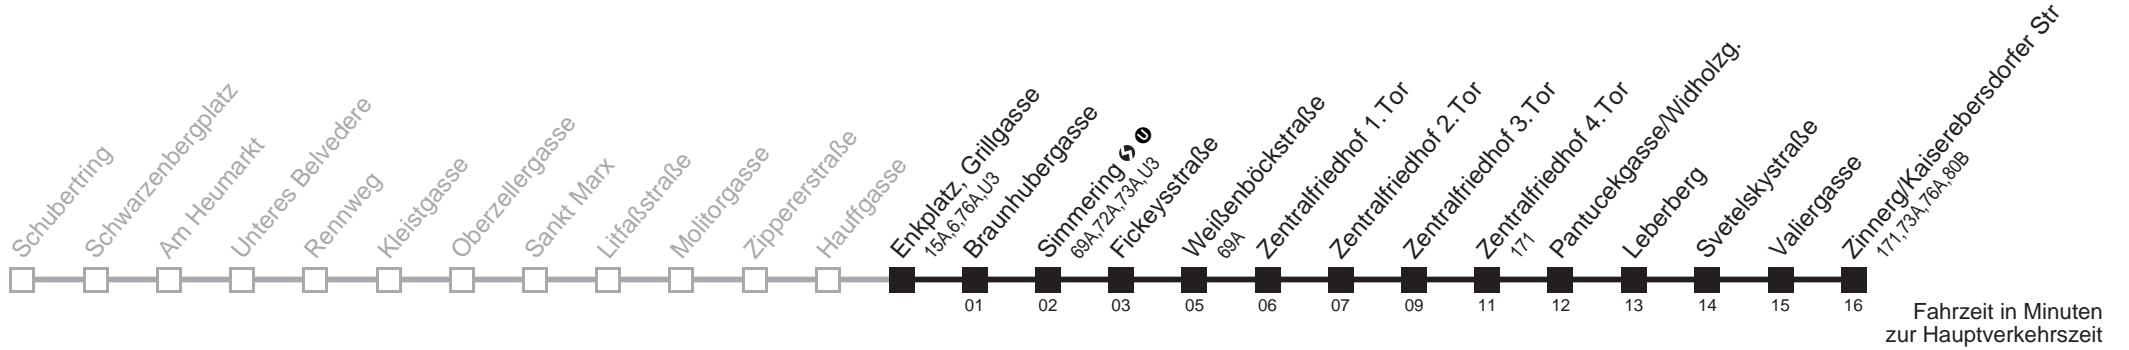 Schubertring
Schwarzenbergplatz
Am Heumarkt
Unteres Belvedere
Rennweg
Kleistgasse
Oberzellergasse
Sankt Marx
Litfaßstraße
Molitorgasse
Zippererstraße
Hauffgasse
Enkplatz, Grillgasse
15A,6,76A,U3
Braunhubergasse
01
Simmering S U
69A,72A,73A,U3
02
Fickeysstraße
03
Weißenböckstraße
69A
05
Zentralfriedhof 1.Tor
06
Zentralfriedhof 2.Tor
07
Zentralfriedhof 3.Tor
09
Zentralfriedhof 4.Tor
171
11
Pantucekgasse/Widholzg.
12
Leberberg
13
Svetelskystraße
14
Valiergasse
15
Zinnerg/Kaiserebersdorfer Str
171,73A,76A,80B
16
Fahrzeit in Minuten
zur Hauptverkehrszeit